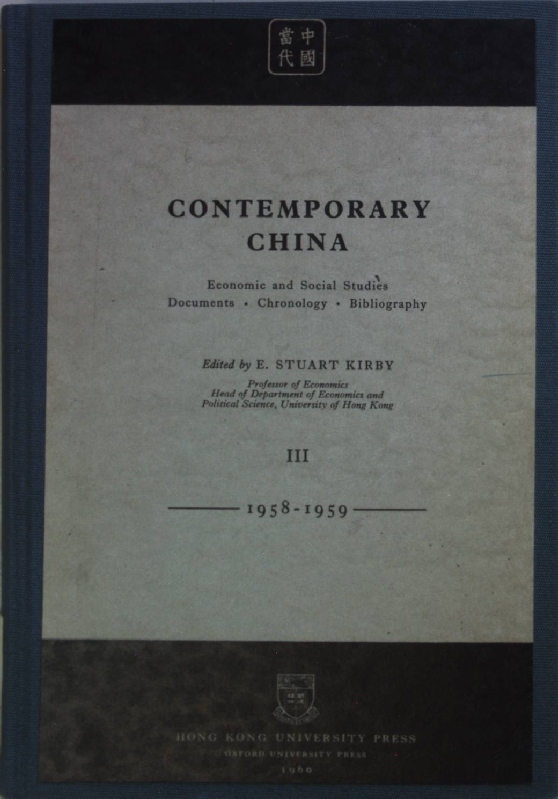 中國
當代
CONTEMPORARY
CHINA
Economic and Social Studies
Documents • Chronology • Bibliography
Edited by E. STUART KIRBY
Professor of Economics
Head of Department of Economics and
Political Science, University of Hong Kong
III
1958-1959
HONG KONG UNIVERSITY PRESS
OXFORD UNIVERSITY PRESS
1960